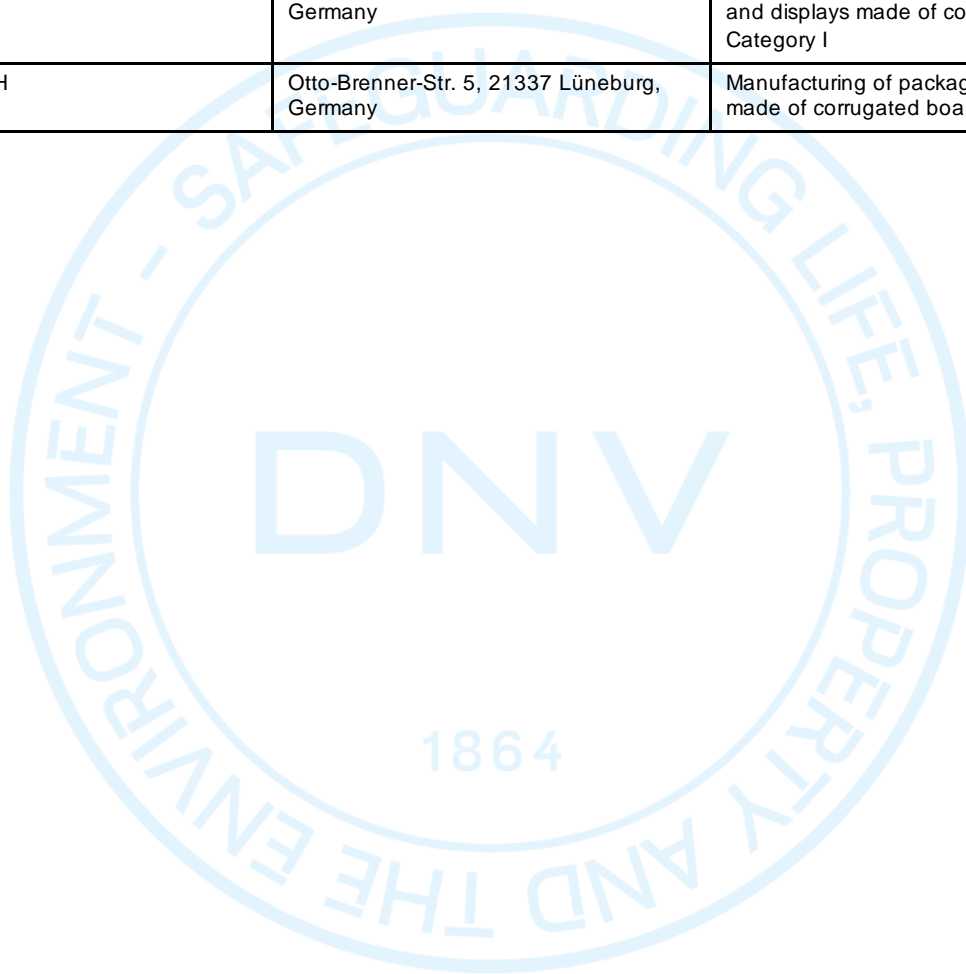 Germany
and displays made of co
Category I
H
Otto-Brenner-Str. 5, 21337 Lüneburg,
Germany
Manufacturing of packag
made of corrugated boa
SAFEGUARDING LIFE, PROPERTY AND THE ENVIRONMENT -
DNV
1864